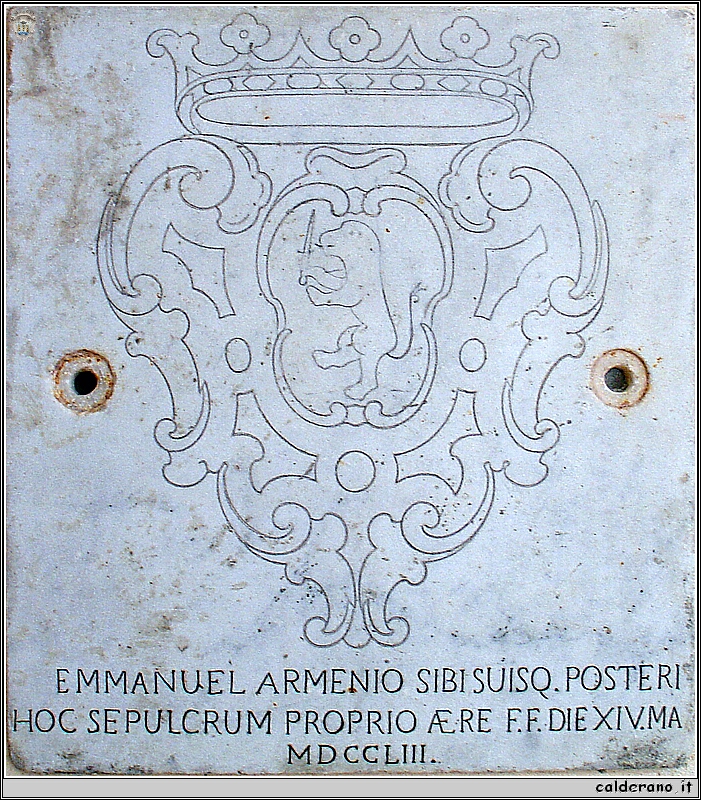 EMMANUEL ARMENIO SIBI SUISQ. POSTERI
HOC SEPULCRUM PROPRIO ÆRE F.F. DIE XIV. MA
MDCCLIII.
calderano.it